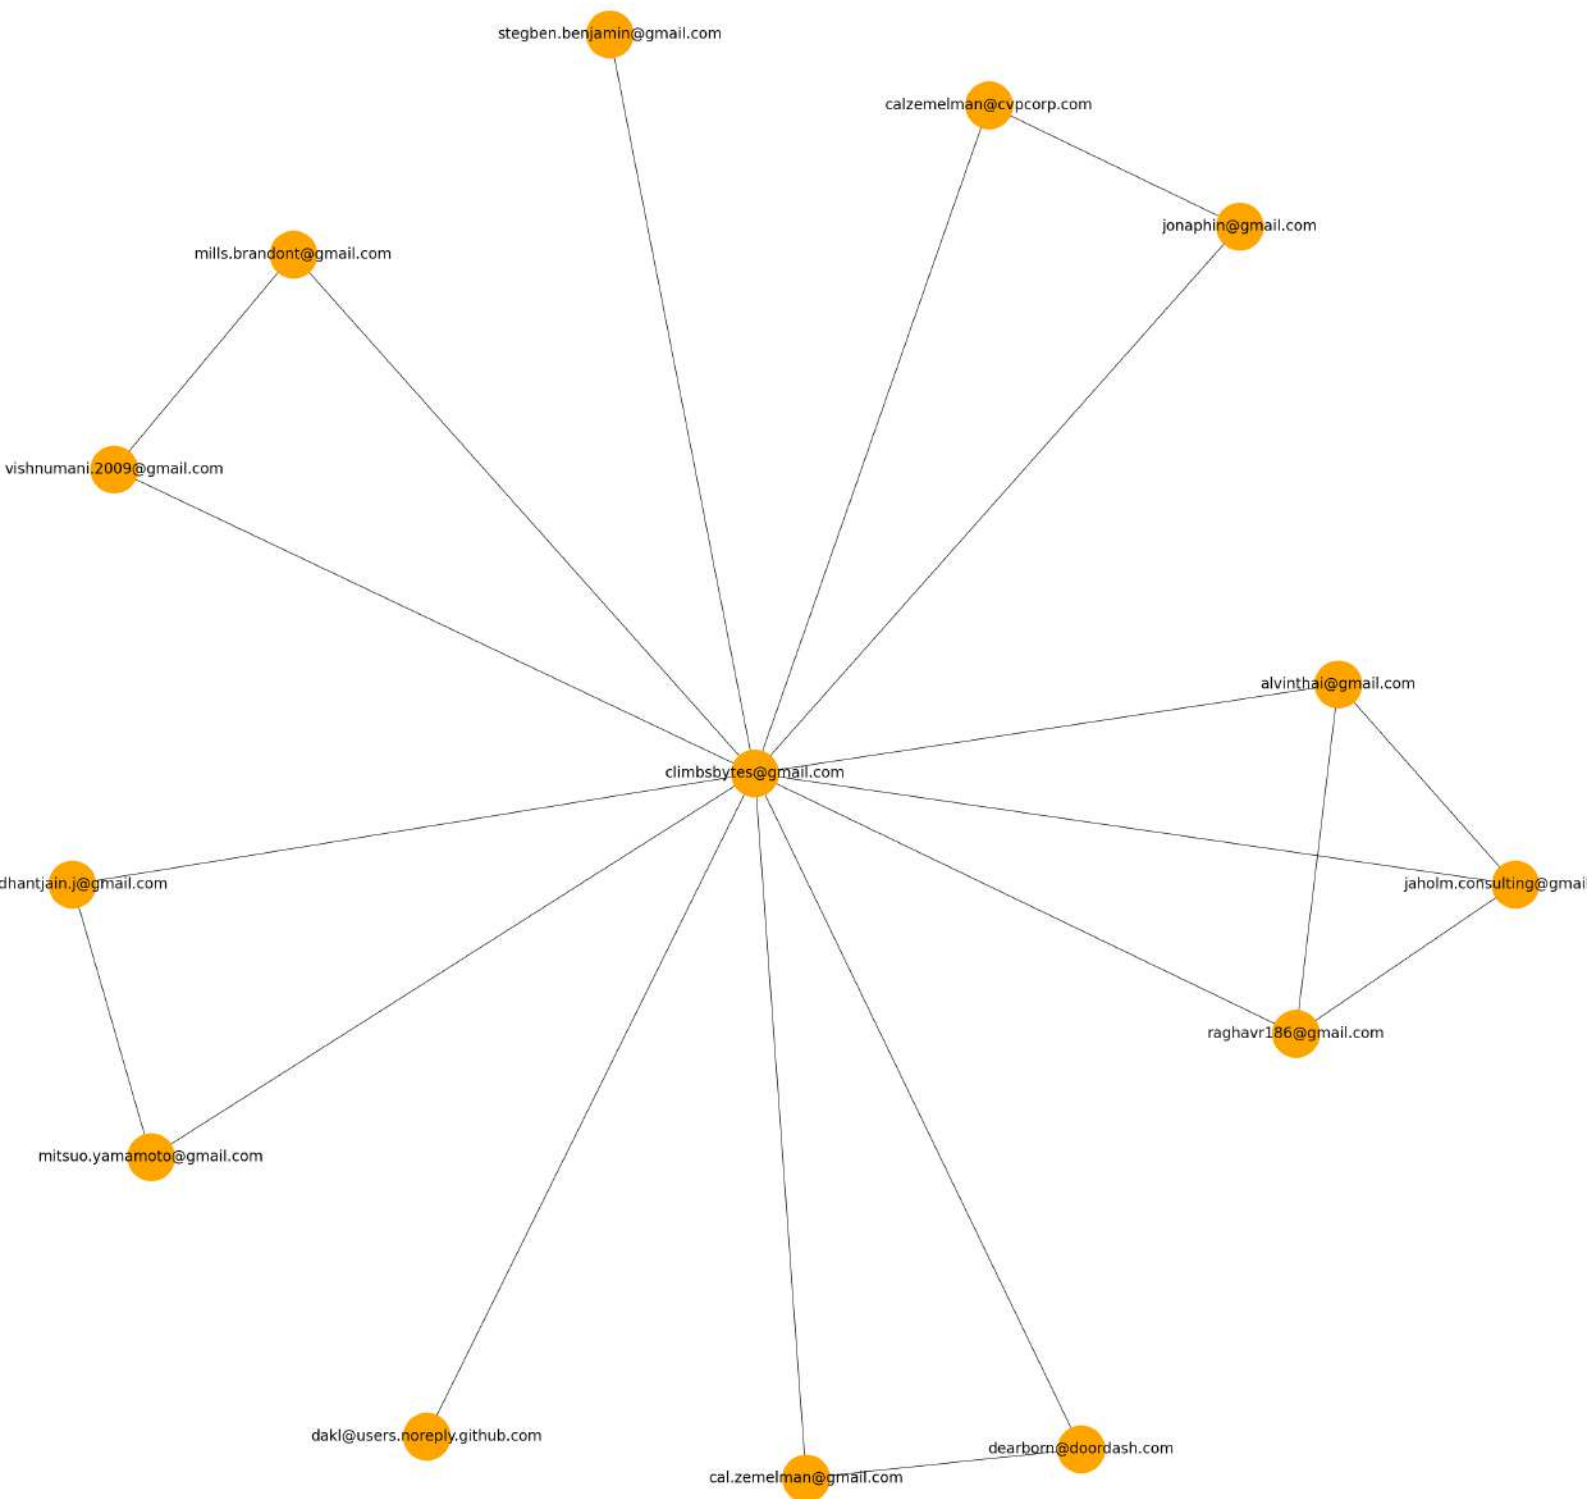 stegben.benjamin@gmail.com
calzemelman@cvpcorp.com
jonaphin@gmail.com
mills.brandont@gmail.com
vishnumani.2009@gmail.com
alvinthai@gmail.com
climbsbytes@gmail.com
dhantjain.j@gmail.com
jaholm.consulting@gmail
raghavr186@gmail.com
mitsuo.yamamoto@gmail.com
dakl@users.noreply.github.com
dearborn@doordash.com
cal.zemelman@gmail.com